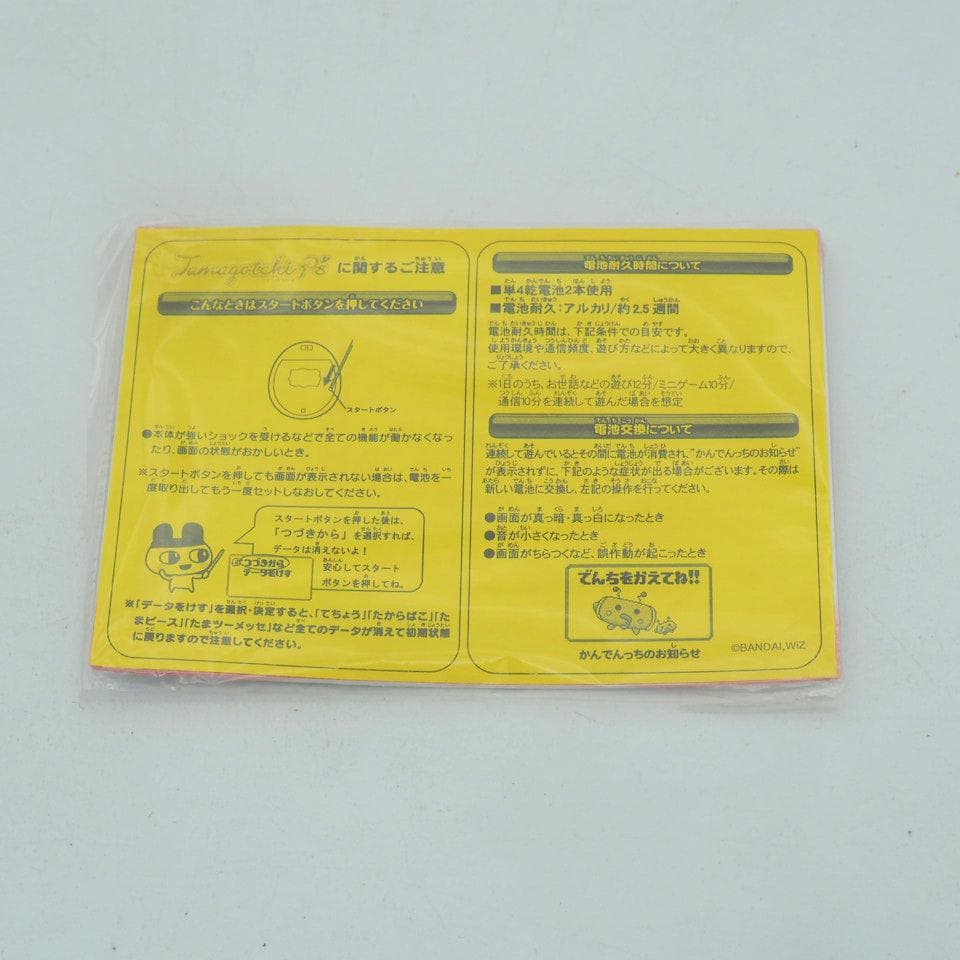 Tamagotchi P's に関するご注意
こんなときはスタートボタンを押してください
スタートボタン
●本体が強いショックを受けるなどで全ての機能が働かなくなっ
たり、画面の状態がおかしいとき。
※スタートボタンを押しても画面が表示されない場合は、電池を一
度取り出してもう一度セットしなおしてください。
スタートボタンを押した後は、
「つづきから」を選択すれば、
データは消えないよ!
安心してスタート
ボタンを押してね。
つづきから
データをけす
※「データをけす」を選択・決定すると、「てちょう」「たからばこ」「た
まピース」「たまツーメッセ」など全てのデータが消えて初期状態
に戻りますので注意してください。
電池耐久時間について
■単4乾電池2本使用
■電池耐久:アルカリ/約2.5週間
電池耐久時間は、下記条件での目安です。
使用環境や通信頻度、遊び方などによって大きく異なりますので、
ご了承ください。
※1日のうち、お世話などの遊び12分/ミニゲーム10分/
通信10分を連続して遊んだ場合を想定
電池交換について
連続して遊んでいるとその間に電池が消費され、"かんでんっちのお知らせ"
が表示されずに、下記のような症状が出る場合がございます。その際は
新しい電池に交換し、左記の操作を行ってください。
●画面が真っ暗・真っ白になったとき
●音が小さくなったとき
●画面がちらつくなど、誤作動が起こったとき
でんちをかえてね!!
かんでんっちのお知らせ
©BANDAI,WIZ